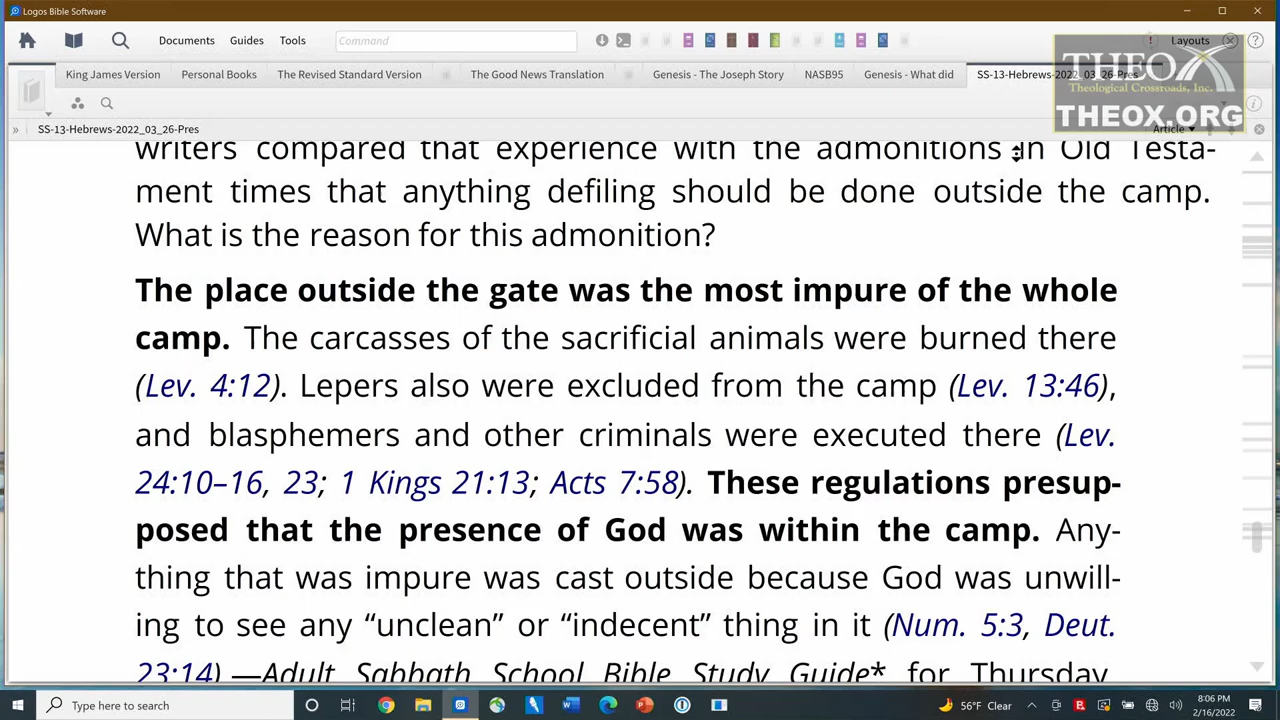 Logos Bible Software
Documents Guides Tools Command Layouts
King James Version Personal Books The Revised Standard Version The Good News Translation Genesis - The Joseph Story NASB95 Genesis - What did SS-13-Hebrews-2022_03_26-Pres
THEOX
Theological Crossroads, Inc.
THEOX.ORG
» SS-13-Hebrews-2022_03_26-Pres Article
writers compared that experience with the admonitions in Old Testa-
ment times that anything defiling should be done outside the camp.
What is the reason for this admonition?
The place outside the gate was the most impure of the whole
camp. The carcasses of the sacrificial animals were burned there
(Lev. 4:12). Lepers also were excluded from the camp (Lev. 13:46),
and blasphemers and other criminals were executed there (Lev.
24:10–16, 23; 1 Kings 21:13; Acts 7:58). These regulations presup-
posed that the presence of God was within the camp. Any-
thing that was impure was cast outside because God was unwill-
ing to see any “unclean” or “indecent” thing in it (Num. 5:3, Deut.
23:14).—Adult Sabbath School Bible Study Guide* for Thursday,
Type here to search 56°F Clear 8:06 PM
2/16/2022